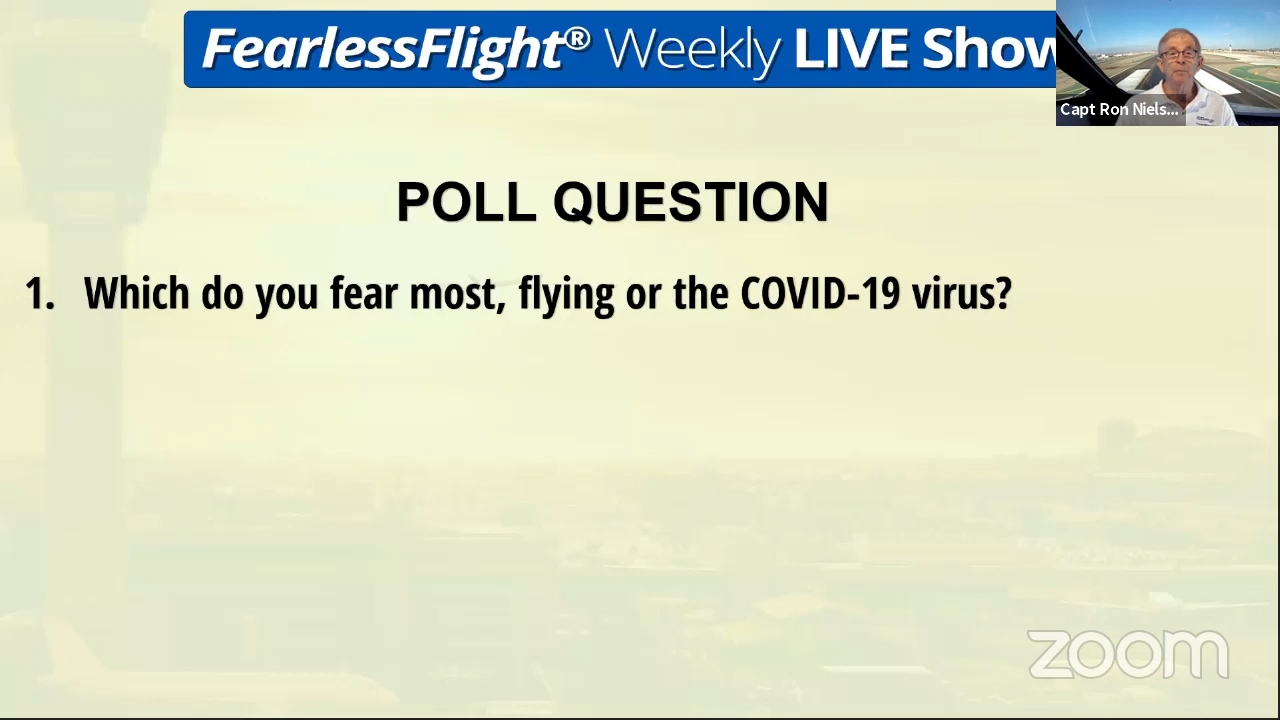 FearlessFlight® Weekly LIVE Show
Capt Ron Niels...
POLL QUESTION
1. Which do you fear most, flying or the COVID-19 virus?
zoom